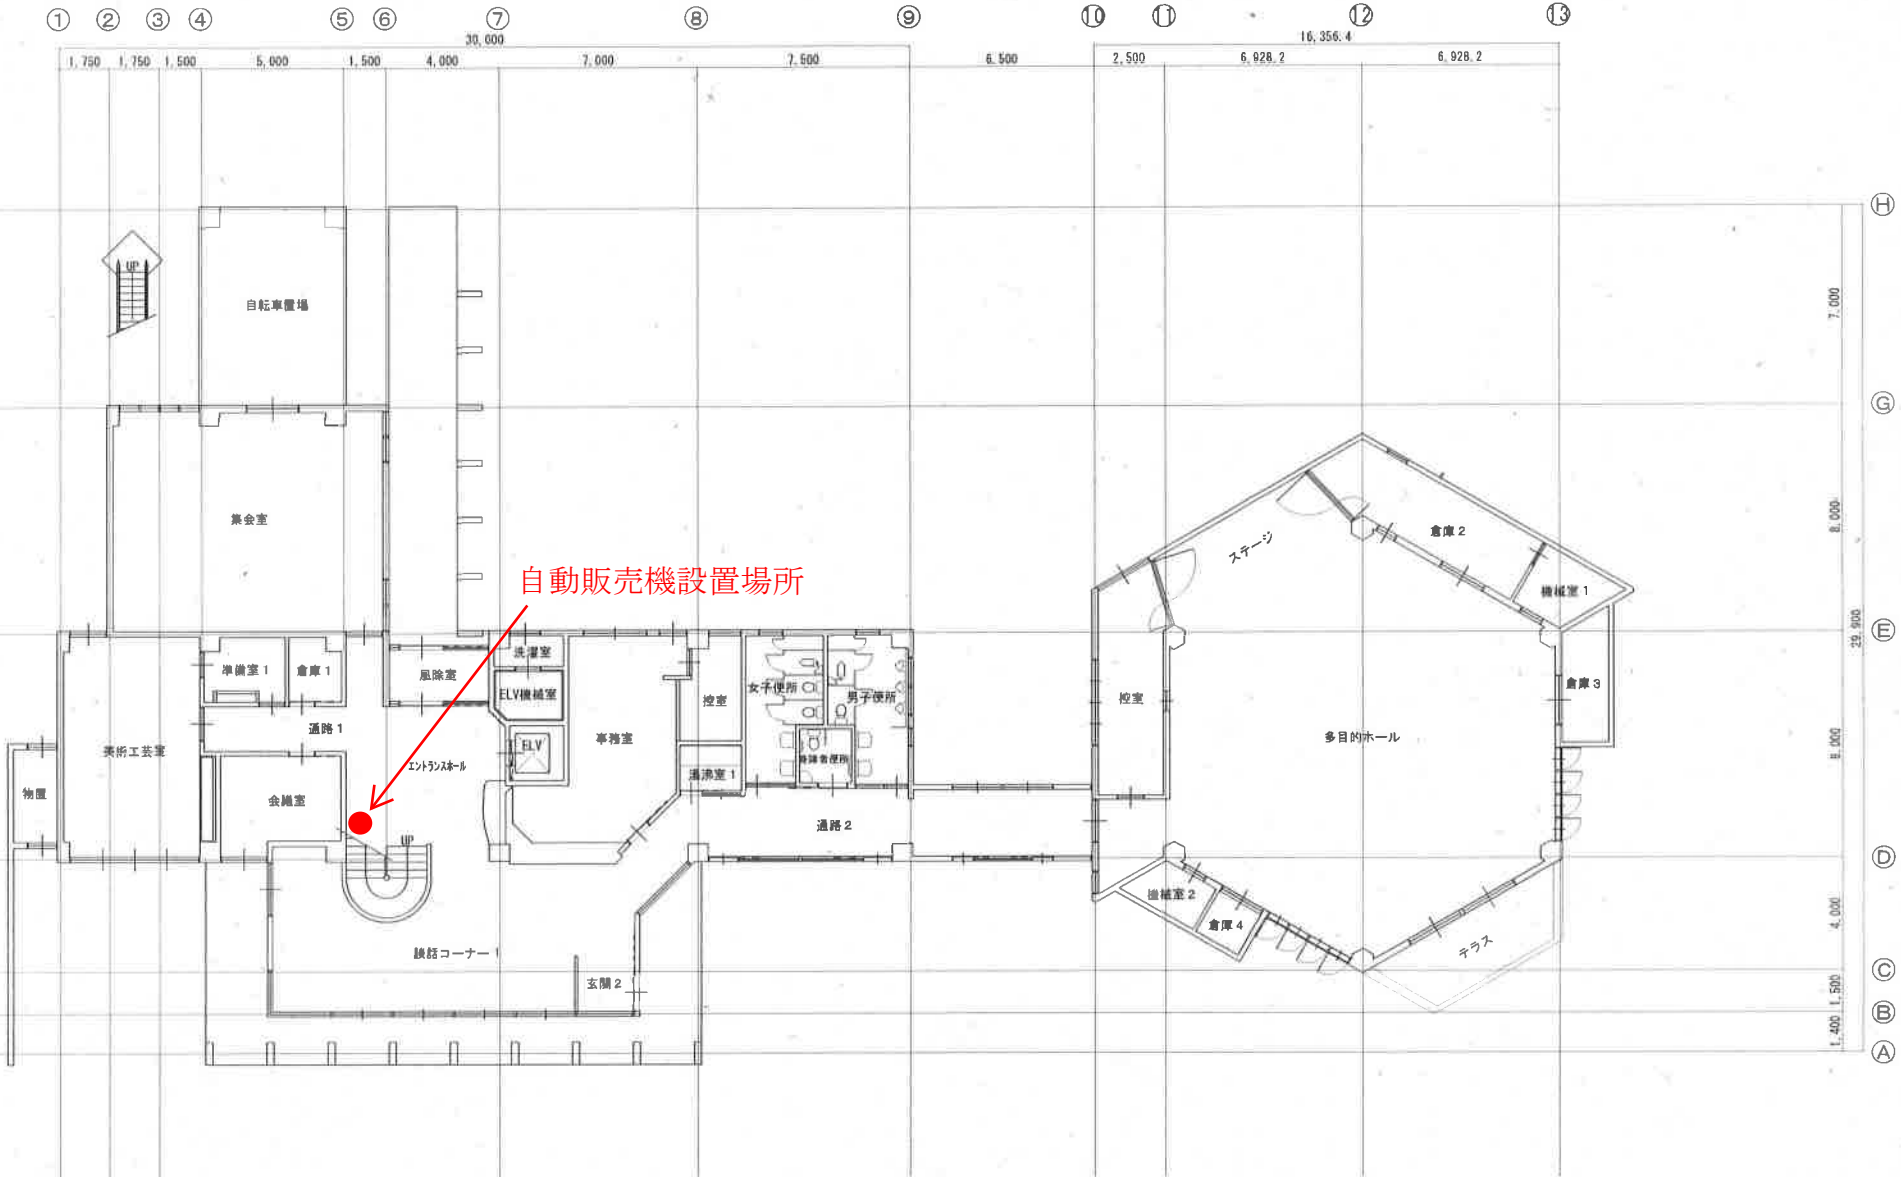 ① ② ③ ④ ⑤ ⑥ ⑦ ⑧ ⑨ ⑩ ⑪ ⑫ ⑬
30,000
16,356.4
1,750 1,750 1,500 5,000 1,500 4,000 7,000 7,500 6,500 2,500 6,928.2 6,928.2
Ⓗ
UP
自転車置場
7,000
Ⓖ
集会室
倉庫2
8,000
ステージ
自動販売機設置場所
機械室1
Ⓔ
29,900
準備室1
倉庫1
風除室
洗濯室
ELV機械室
控室
女子便所
男子便所
控室
倉庫3
通路1
美術工芸室
エントランスホール
ELV
事務室
湯沸室1
身障者便所
多目的ホール
8,000
物置
会議室
UP
通路2
Ⓓ
機械室2
倉庫4
4,000
談話コーナー1
テラス
玄関2
Ⓒ
1,500
Ⓑ
1,400
Ⓐ